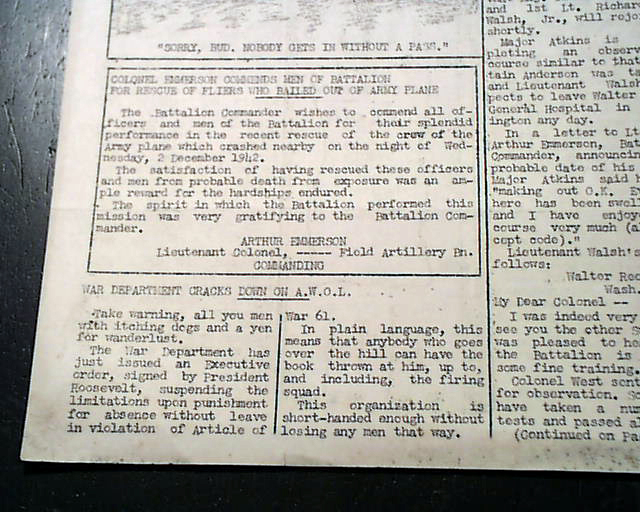 "SORRY, BUD. NOBODY GETS IN WITHOUT A PASS."
COLONEL EMMERSON COMMENDS MEN OF BATTALION
FOR RESCUE OF FLIERS WHO BAILED OUT OF ARMY PLANE
The Battalion Commander wishes to commend all of-
ficers and men of the Battalion for their splendid
performance in the recent rescue of the crew of the
Army plane which crashed nearby on the night of Wed-
nesday, 2 December 1942.
The satisfaction of having rescued these officers
and men from probable death from exposure was an am-
ple reward for the hardships endured.
The spirit in which the Battalion performed this
mission was very gratifying to the Battalion Com-
mander.
ARTHUR EMMERSON
Lieutenant Colonel, ----- Field Artillery Bn.
COMMANDING
WAR DEPARTMENT CRACKS DOWN ON A.W.O.L.
Take warning, all you men
with itching dogs and a yen
for wanderlust.
The War Department has
just issued an Executive
order, signed by President
Roosevelt, suspending the
limitations upon punishment
for absence without leave
in violation of Article of
War 61.
In plain language, this
means that anybody who goes
over the hill can have the
book thrown at him, up to,
and including, the firing
squad.
This organization is
short-handed enough without
losing any men that way.
and 1st Lt. Richar
Walsh, Jr., will rejo
shortly.
Major Atkins is
pleting an observ
course similar to that
tain Anderson was t
and Lieutenant Walsh
pects to leave Walter
General Hospital in
ington any day.
In a letter to Lt
Arthur Emmerson, Bat
Commander, announcin
probable date of his
Major Atkins said
"making out O.K.
here has been swel
and I have enjoye
course very much (a
cept code)."
Lieutenant Walsh's
follows:
Walter Ree
Wash.
My Dear Colonel --
I was indeed very
see you the other S
was pleased to he
the Battalion is
some fine training.
Colonel West sen
for observation. So
have taken a nu
tests and passed al
(Continued on Pa